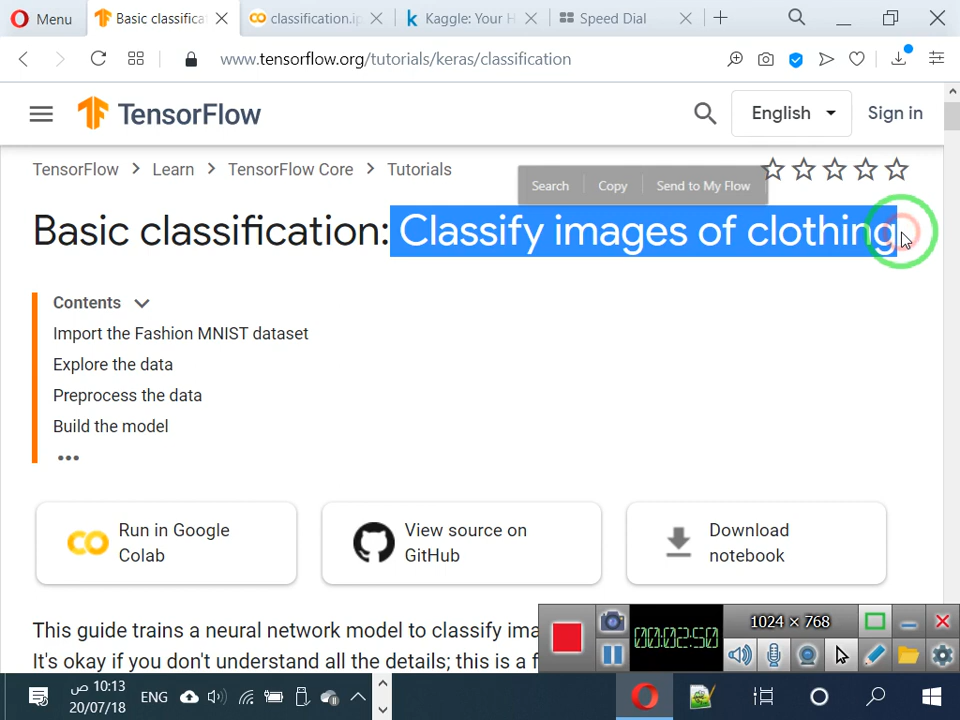 Menu
Basic classifica
classification.ip
Kaggle: Your H
Speed Dial
www.tensorflow.org/tutorials/keras/classification
TensorFlow
English
Sign in
TensorFlow > Learn > TensorFlow Core > Tutorials
Search
Copy
Send to My Flow
Basic classification: Classify images of clothing
Contents
Import the Fashion MNIST dataset
Explore the data
Preprocess the data
Build the model
•••
Run in Google
Colab
View source on
GitHub
Download
notebook
This guide trains a neural network model to classify ima
It's okay if you don't understand all the details; this is a f
00:02:50
1024 × 768
10:13 ص
20/07/18
ENG